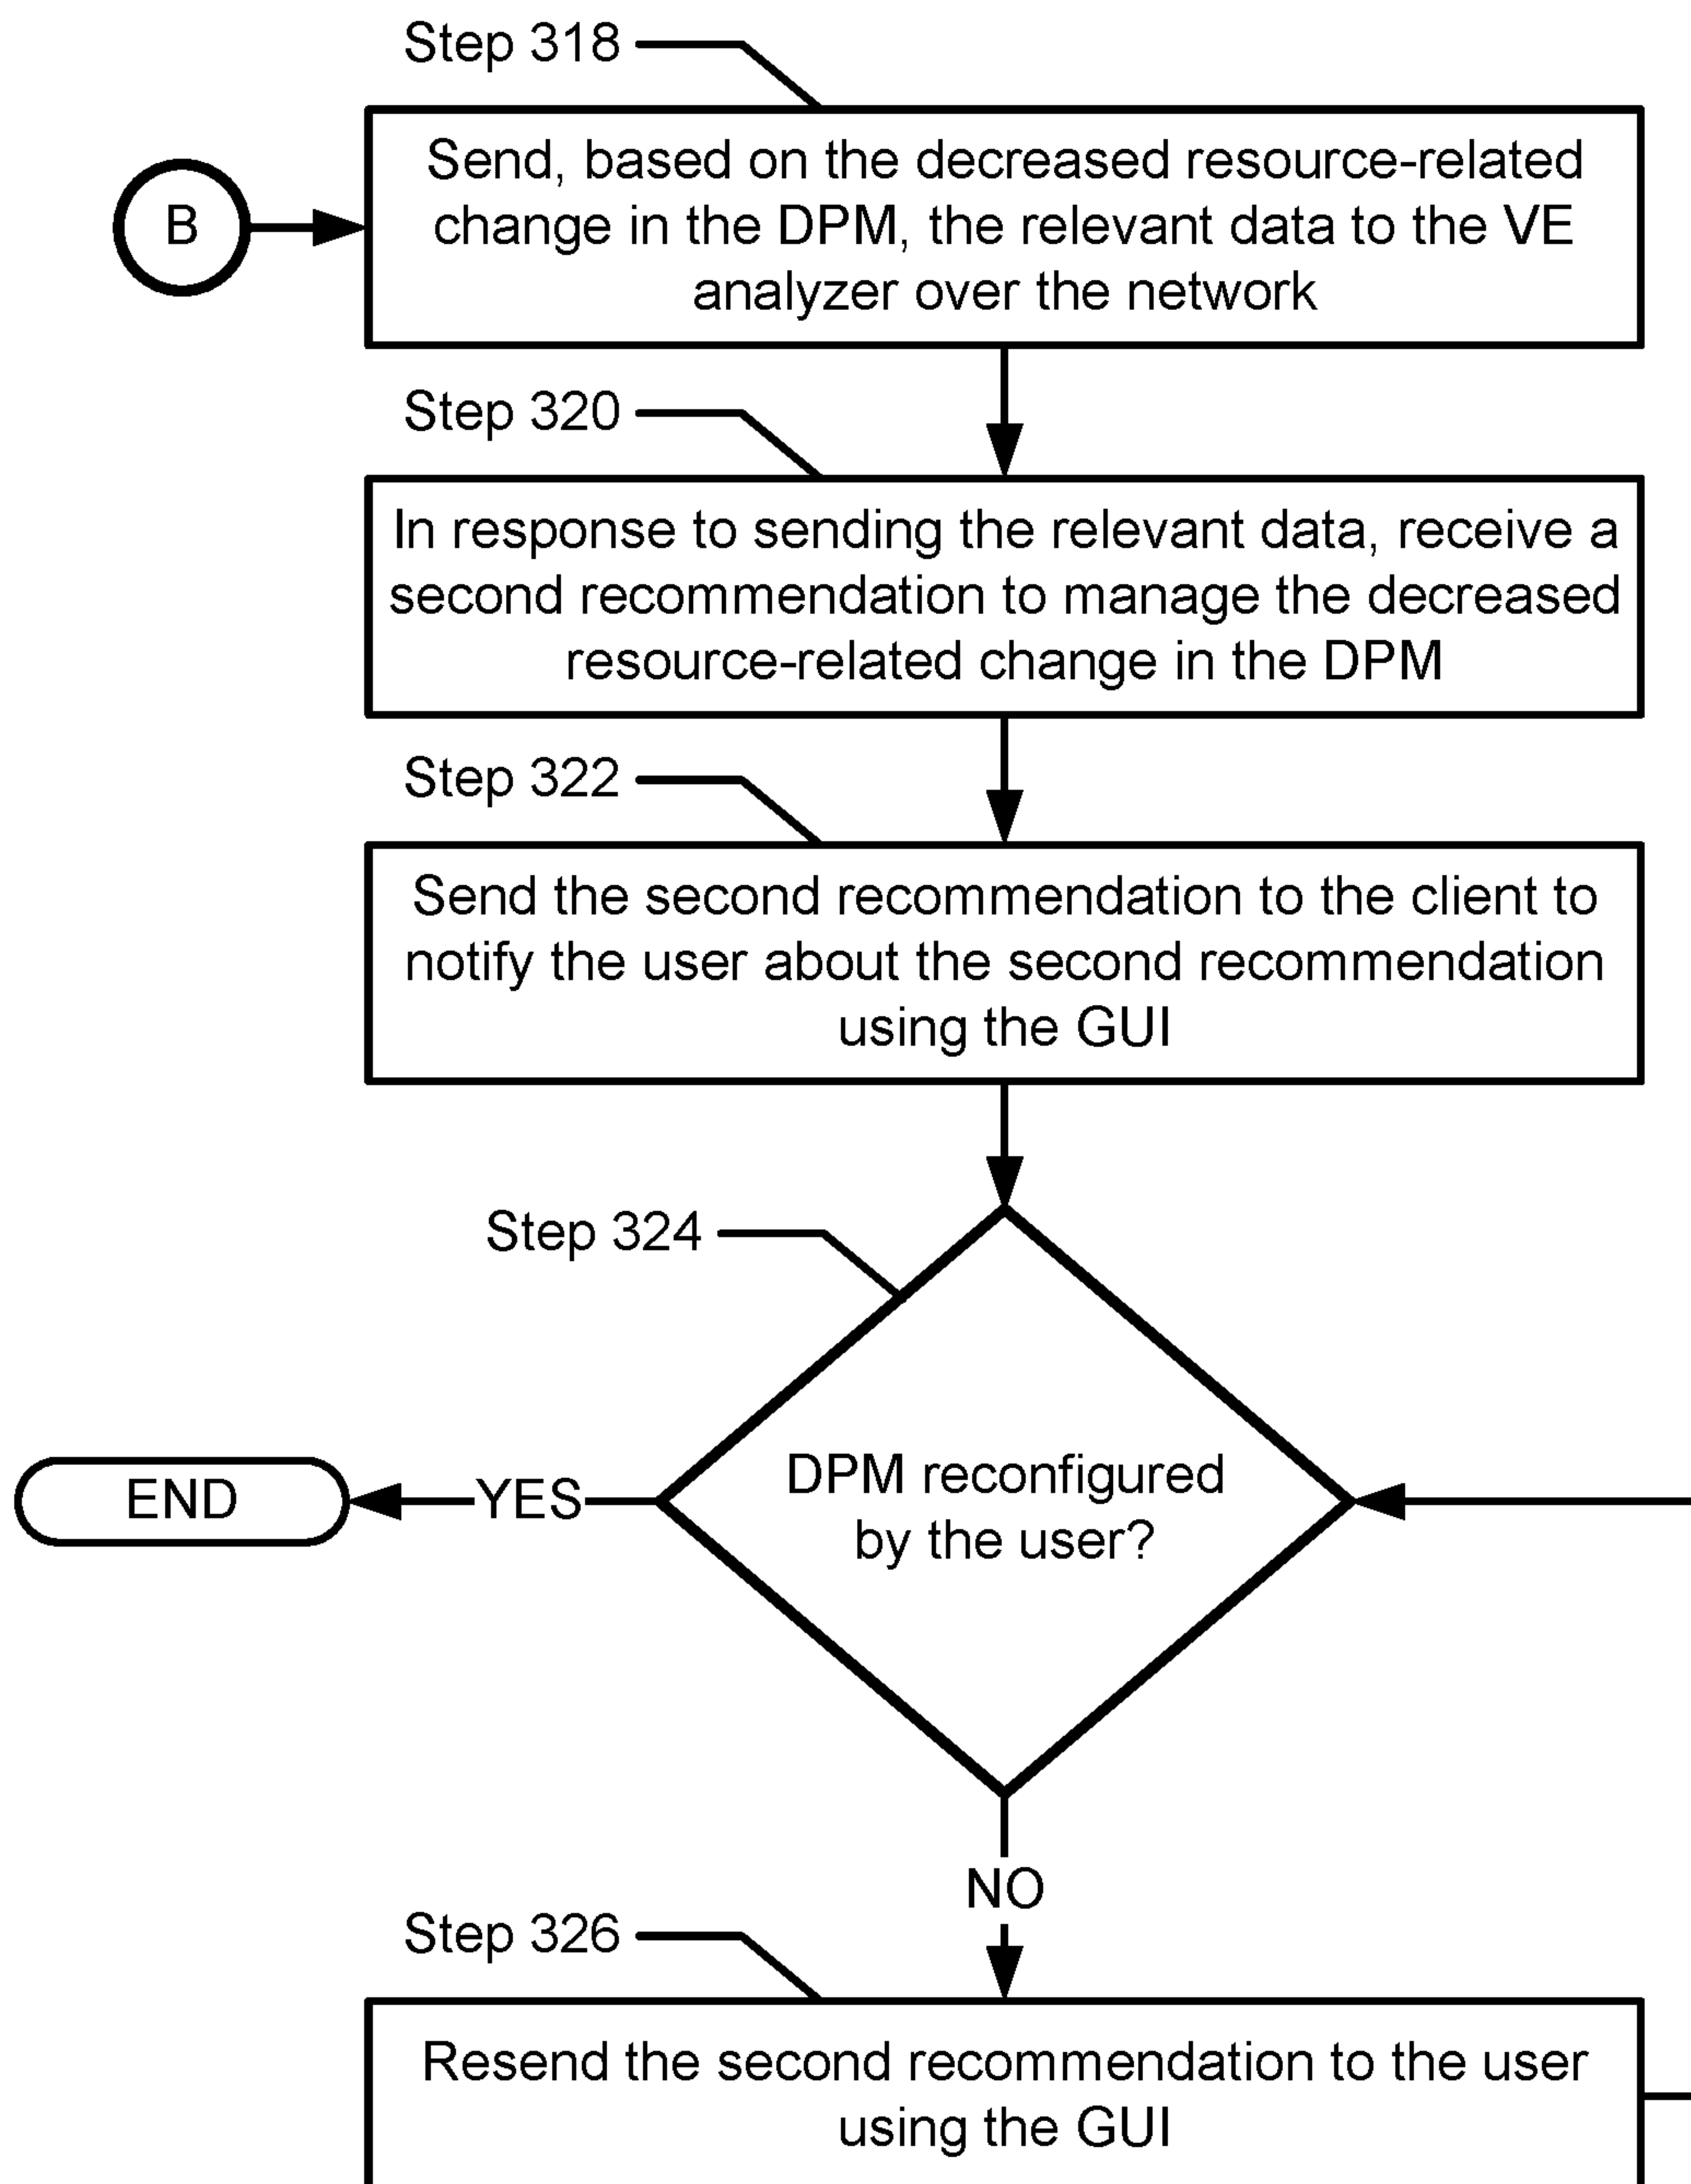 Step 318
Send, based on the decreased resource-related
change in the DPM, the relevant data to the VE
analyzer over the network
B
Step 320
In response to sending the relevant data, receive a
second recommendation to manage the decreased
resource-related change in the DPM
Step 322
Send the second recommendation to the client to
notify the user about the second recommendation
using the GUI
Step 324
DPM reconfigured
by the user?
YES
END
NO
Step 326
Resend the second recommendation to the user
using the GUI